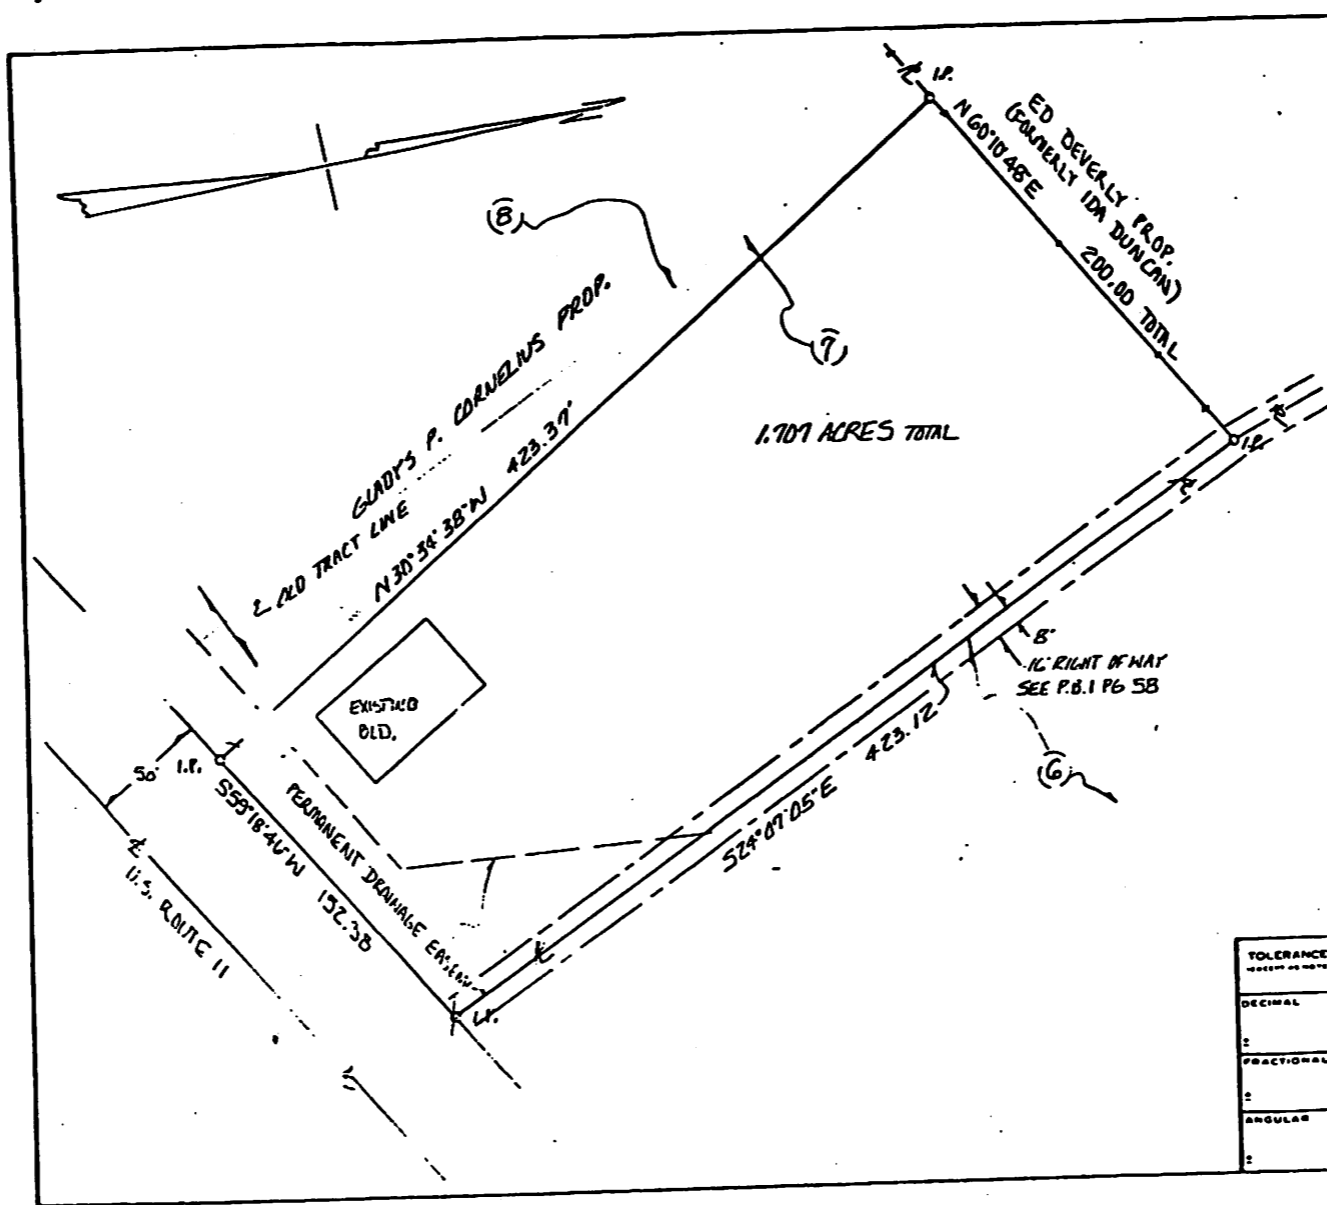 I.P.
N 60°10'48" E
200.00 TOTAL
ED DEVERLY PROP.
(FORMERLY IDA DUNCAN)
(8)
(7)
GLADYS P. CORNELIUS PROP.
OLD TRACT LINE
N 30° 34' 38" W 423.37'
1.707 ACRES TOTAL
I.P.
8'
16' RIGHT OF WAY
SEE P.B.1 PG 58
(6)
S24°07'05"E 423.12
EXISTING
BLD.
50'
I.P.
S59°18'46"W 152.38
PERMANENT DRAINAGE
U.S. ROUTE 11
I.P.
TOLERANCE
DECIMAL
±
FRACTIONAL
±
ANGULAR
±